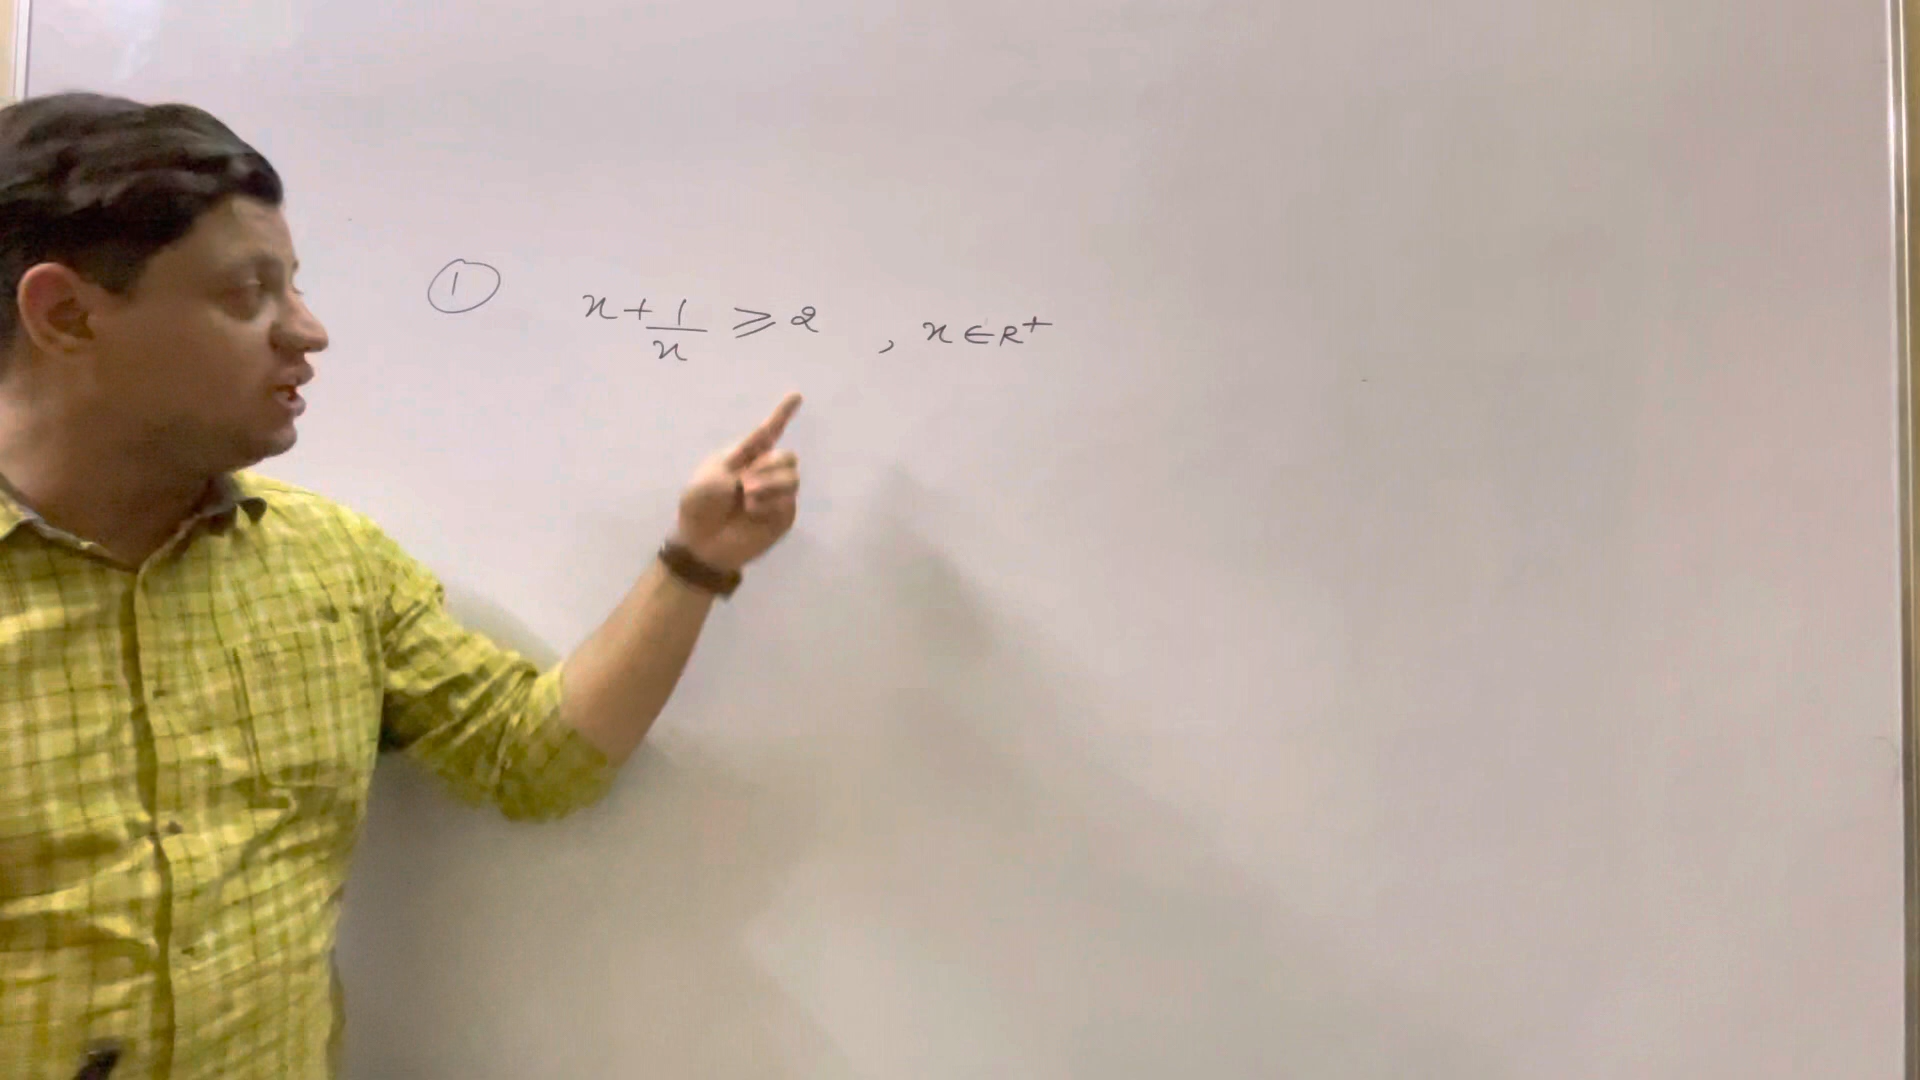 ① x + 1/x ⩾ 2 , x ∈ R⁺